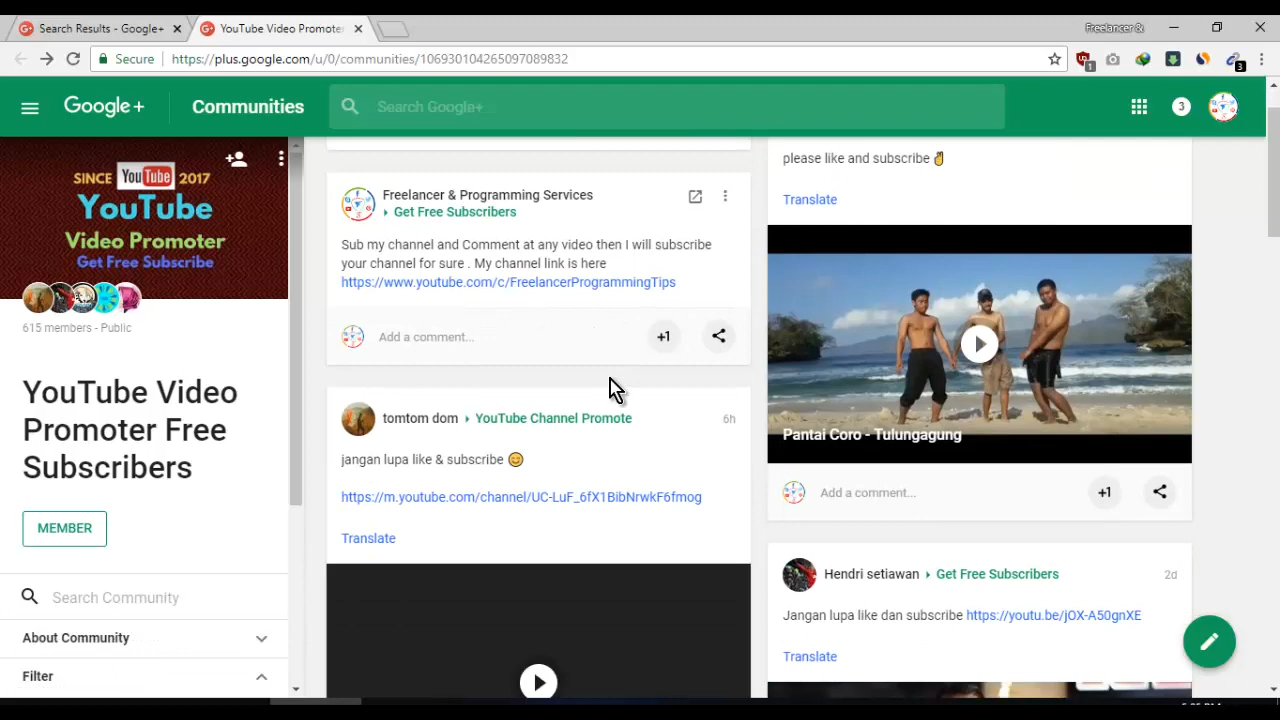 Search Results - Google+
YouTube Video Promoter
Freelancer &
Secure
https://plus.google.com/u/0/communities/106930104265097089832
1
3
Google+
Communities
Search Google+
3
SINCE YouTube 2017
YouTube
Video Promoter
Get Free Subscribe
615 members - Public
YouTube Video
Promoter Free
Subscribers
MEMBER
Search Community
About Community
Filter
Freelancer & Programming Services
Get Free Subscribers
Sub my channel and Comment at any video then I will subscribe
your channel for sure . My channel link is here
https://www.youtube.com/c/FreelancerProgrammingTips
Add a comment...
+1
tomtom dom
YouTube Channel Promote
6h
jangan lupa like & subscribe 😊
https://m.youtube.com/channel/UC-LuF_6fX1BibNrwkF6fmog
Translate
please like and subscribe ✌
Translate
Pantai Coro - Tulungagung
Add a comment...
+1
Hendri setiawan
Get Free Subscribers
2d
Jangan lupa like dan subscribe https://youtu.be/jOX-A50gnXE
Translate